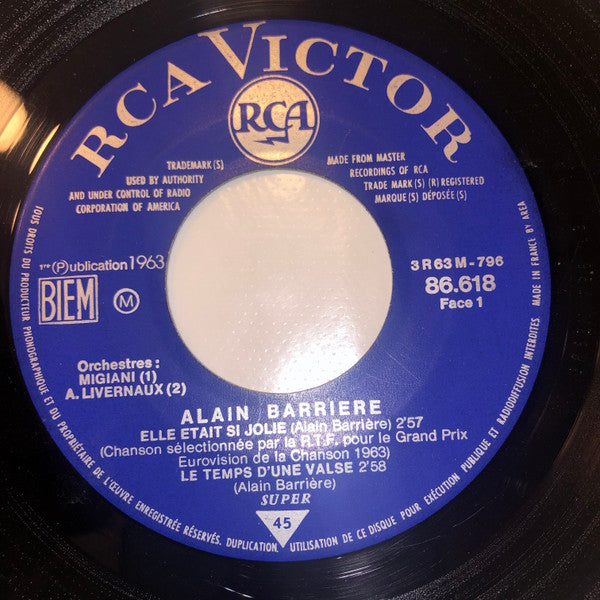 RCA VICTOR
RCA
TRADEMARK(S)
USED BY AUTHORITY
AND UNDER CONTROL OF RADIO
CORPORATION OF AMERICA
MADE FROM MASTER
RECORDINGS OF RCA
TRADE MARK(S) (R) REGISTERED
MARQUE(S) DÉPOSÉE(S)
1re (P)ublication 1963
BIEM
M
3 R 63 M - 796
86.618
Face 1
Orchestres :
MIGIANI (1)
A. LIVERNAUX (2)
ALAIN BARRIERE
ELLE ETAIT SI JOLIE (Alain Barrière) 2'57
(Chanson sélectionnée par la R.T.F. pour le Grand Prix
Eurovision de la Chanson 1963)
LE TEMPS D'UNE VALSE 2'58
(Alain Barrière)
SUPER
45
TOUS DROITS DU PRODUCTEUR PHONOGRAPHIQUE ET DU PROPRIÉTAIRE DE L'ŒUVRE ENREGISTRÉE RÉSERVÉS. DUPLICATION, UTILISATION DE CE DISQUE POUR EXÉCUTION PUBLIQUE ET RADIODIFFUSION INTERDITES. MADE IN FRANCE BY AREA